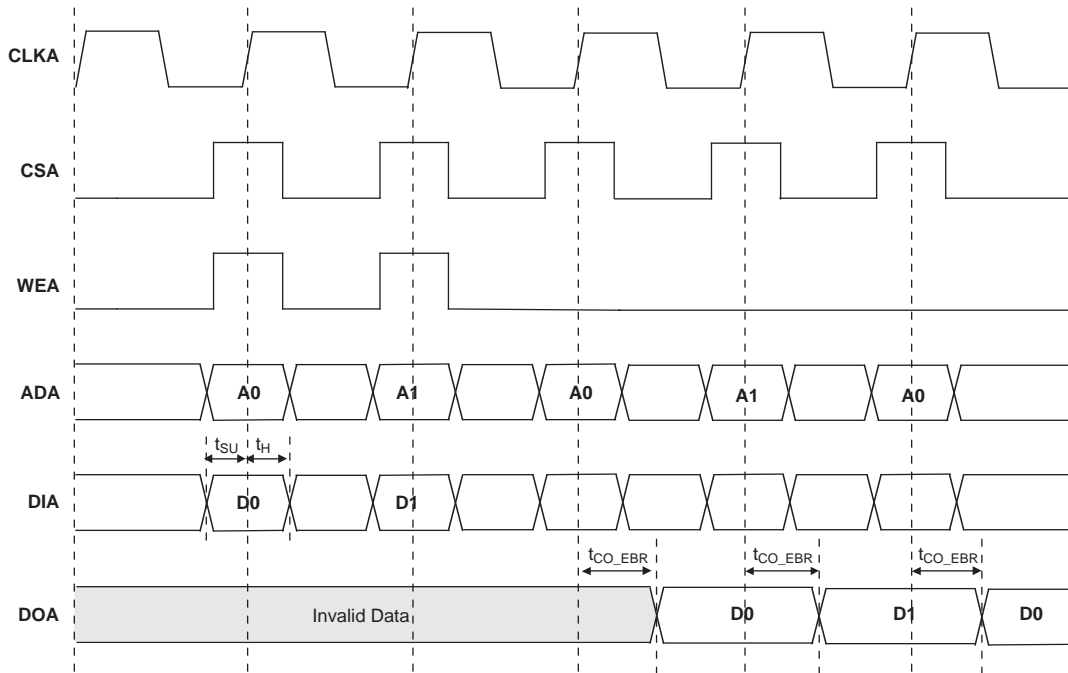 CLKA
CSA
WEA
ADA A0 A1 A0 A1 A0
tSU tH
DIA D0 D1
tCO_EBR tCO_EBR tCO_EBR
DOA Invalid Data D0 D1 D0